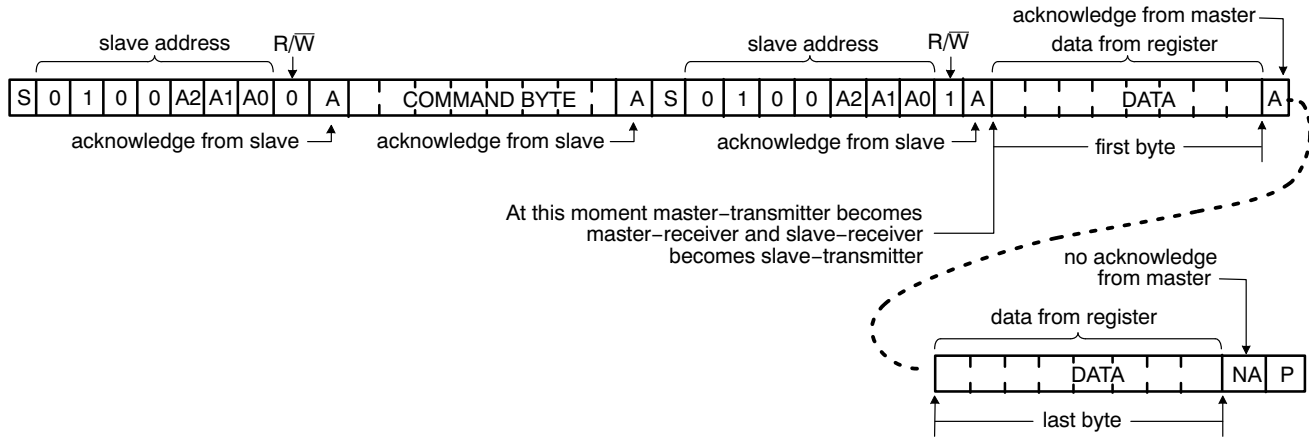 acknowledge from master
slave address R/W̅ slave address R/W̅ data from register
S 0 1 0 0 A2 A1 A0 0 A COMMAND BYTE A S 0 1 0 0 A2 A1 A0 1 A DATA A
acknowledge from slave acknowledge from slave acknowledge from slave first byte
At this moment master−transmitter becomes
master−receiver and slave−receiver
becomes slave−transmitter
no acknowledge
from master
data from register
DATA NA P
last byte